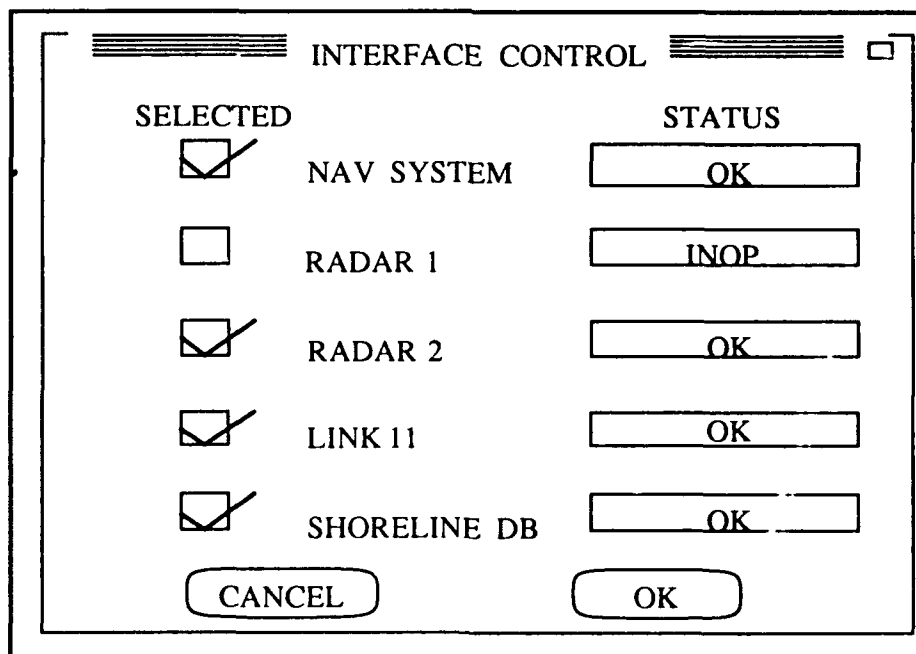 INTERFACE CONTROL
SELECTED STATUS
NAV SYSTEM OK
RADAR 1 INOP
RADAR 2 OK
LINK 11 OK
SHORELINE DB OK
CANCEL OK